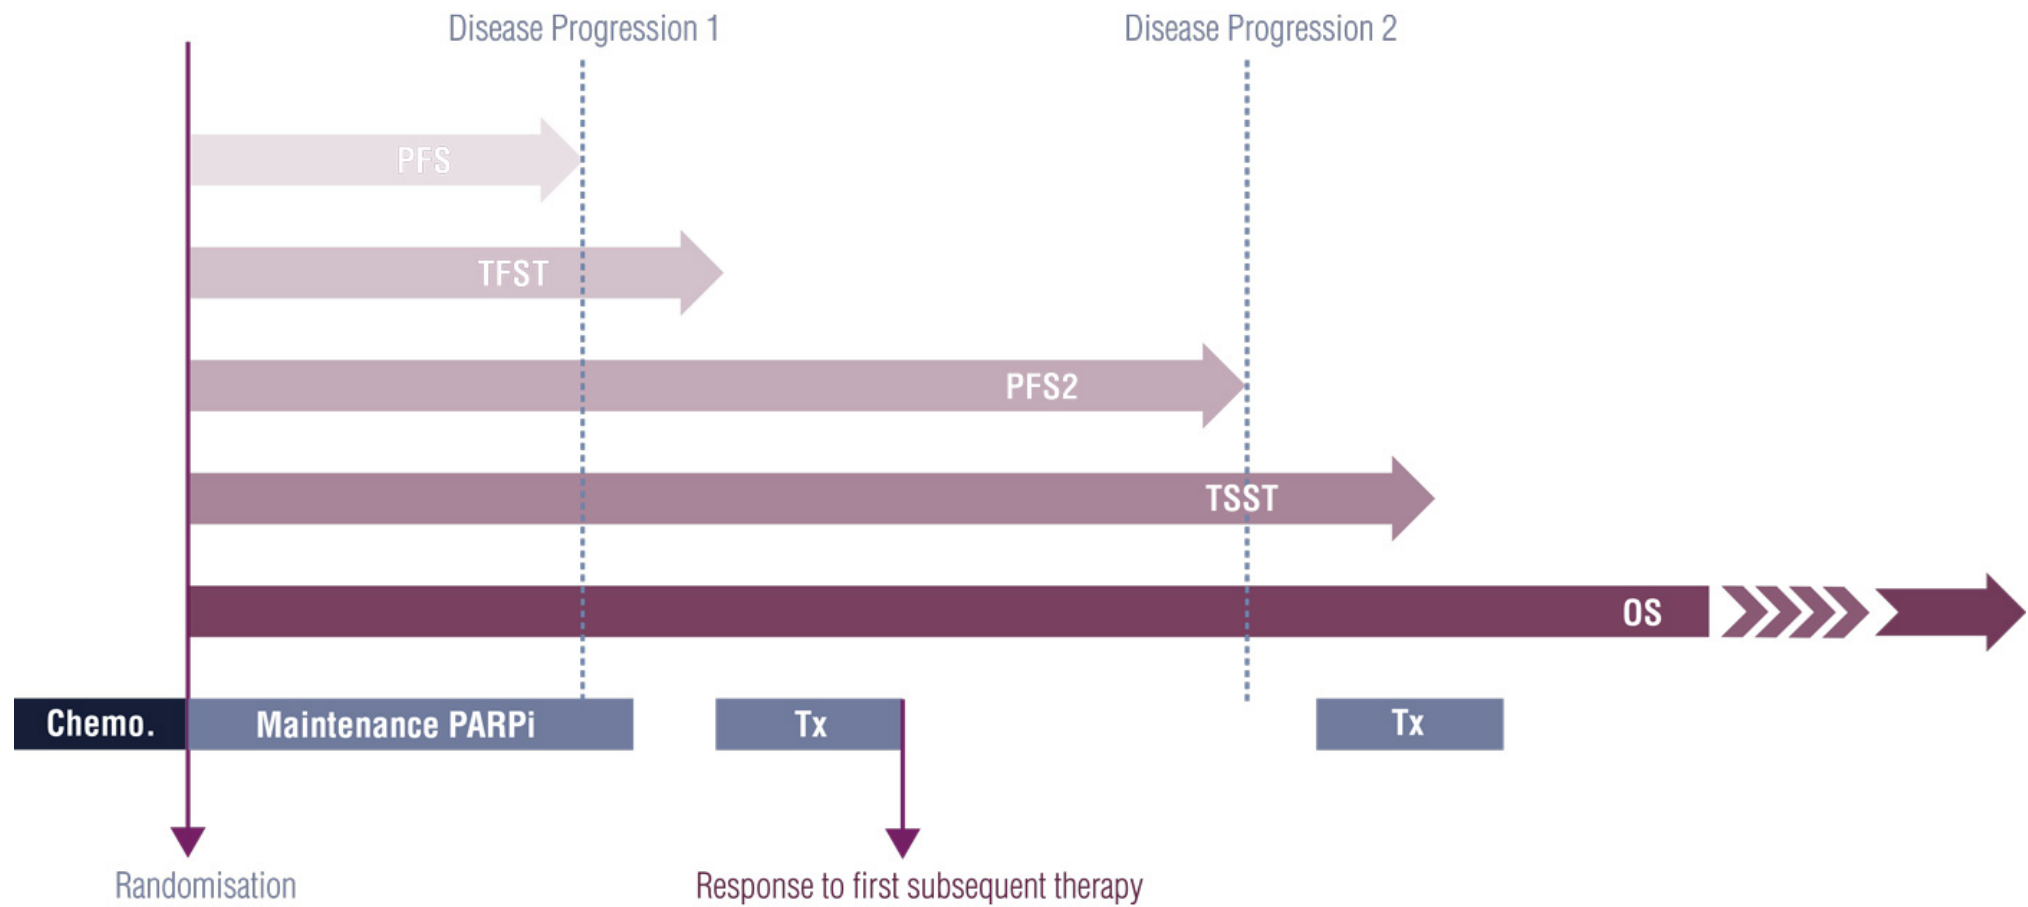 Disease Progression 1
Disease Progression 2
PFS
TFST
PFS2
TSST
OS
Chemo.
Maintenance PARPi
Tx
Tx
Randomisation
Response to first subsequent therapy